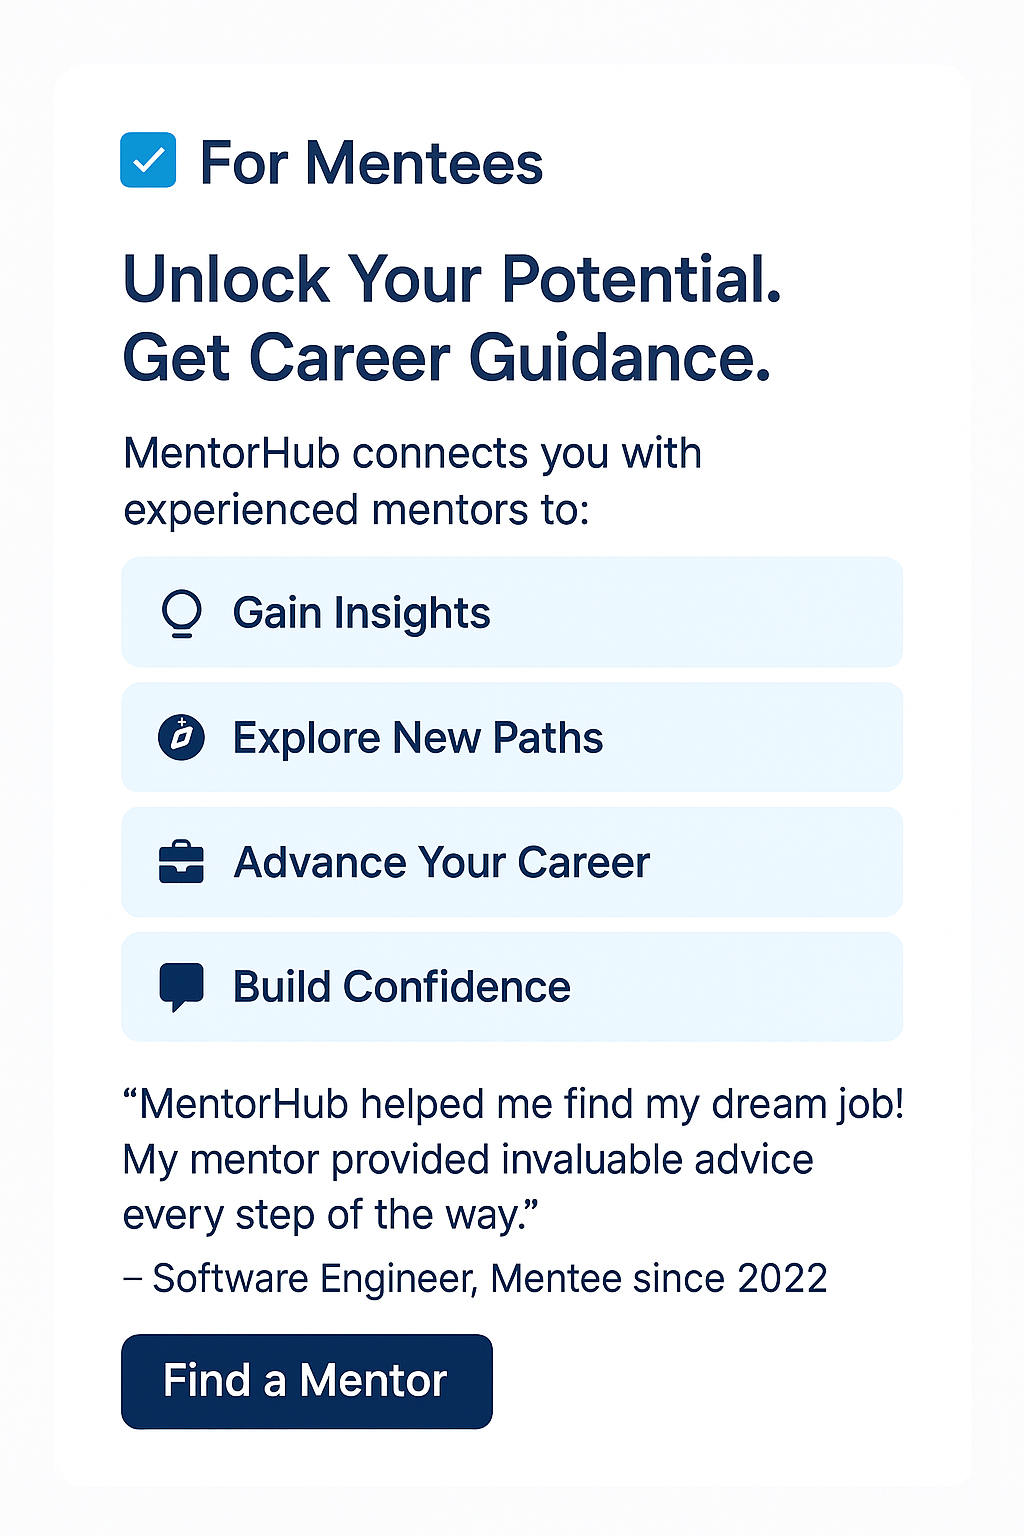 For Mentees
Unlock Your Potential.
Get Career Guidance.
MentorHub connects you with
experienced mentors to:
Gain Insights
Explore New Paths
Advance Your Career
Build Confidence
“MentorHub helped me find my dream job!
My mentor provided invaluable advice
every step of the way.”
– Software Engineer, Mentee since 2022
Find a Mentor